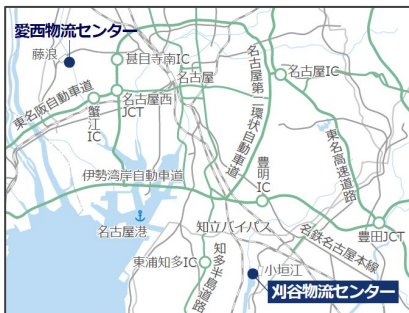 愛西物流センター
藤浪
甚目寺南IC
名古屋
名古屋IC
名古屋西
JCT
東名阪自動車道
蟹江
IC
名古屋第二環状自動車道
東名高速道路
伊勢湾岸自動車道
豊明
IC
名古屋港
知立バイパス
豊田JCT
名鉄名古屋本線
東浦知多IC
知多半島道路
小垣江
刈谷物流センター